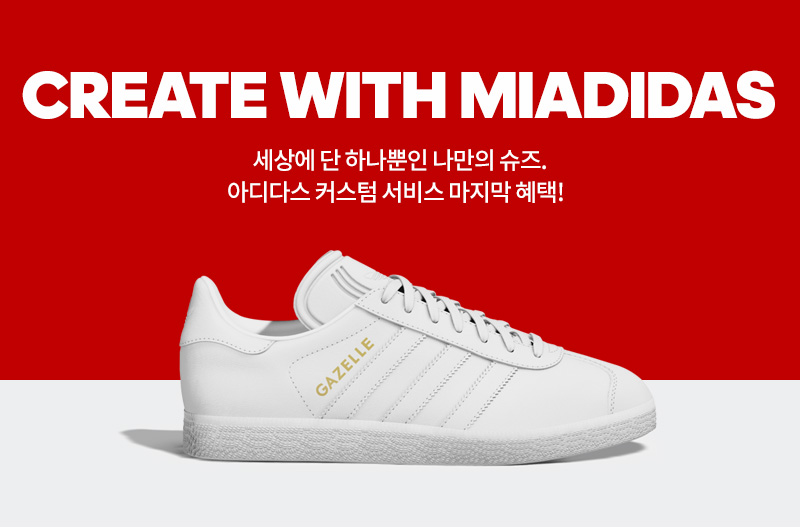 CREATE WITH MIADIDAS
세상에 단 하나뿐인 나만의 슈즈.
아디다스 커스텀 서비스 마지막 혜택!
GAZELLE